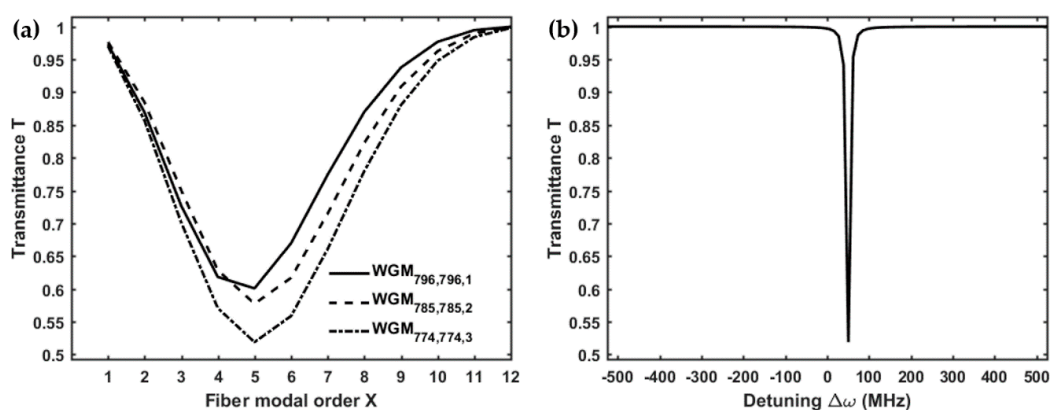 (a)
Transmittance T
1
0.95
0.9
0.85
0.8
0.75
0.7
0.65
0.6
0.55
0.5
1 2 3 4 5 6 7 8 9 10 11 12
Fiber modal order X
WGM796,796,1
WGM785,785,2
WGM774,774,3
(b)
Transmittance T
1
0.95
0.9
0.85
0.8
0.75
0.7
0.65
0.6
0.55
0.5
-500 -400 -300 -200 -100 0 100 200 300 400 500
Detuning Δω (MHz)